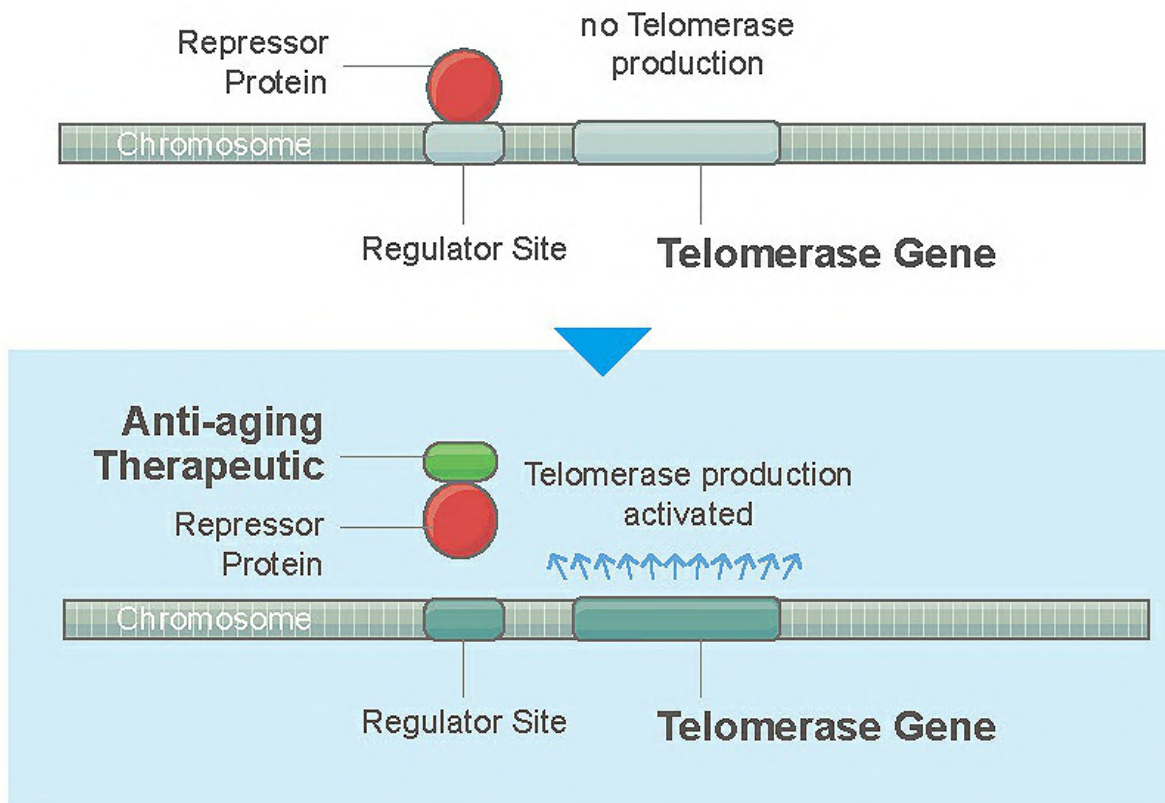 Repressor
Protein
no Telomerase
production
Chromosome
Regulator Site
Telomerase Gene
Anti-aging
Therapeutic
Repressor
Protein
Telomerase production
activated
Chromosome
Regulator Site
Telomerase Gene